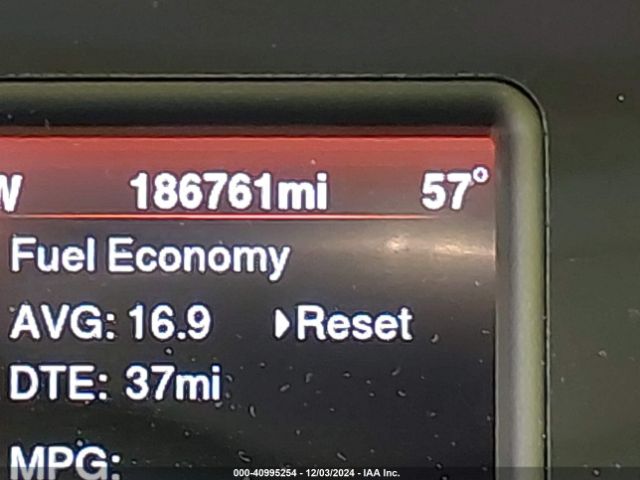 W 186761mi 57°
Fuel Economy
AVG: 16.9 ▶Reset
DTE: 37mi
MPG:
000-40995254 - 12/03/2024 - IAA Inc.